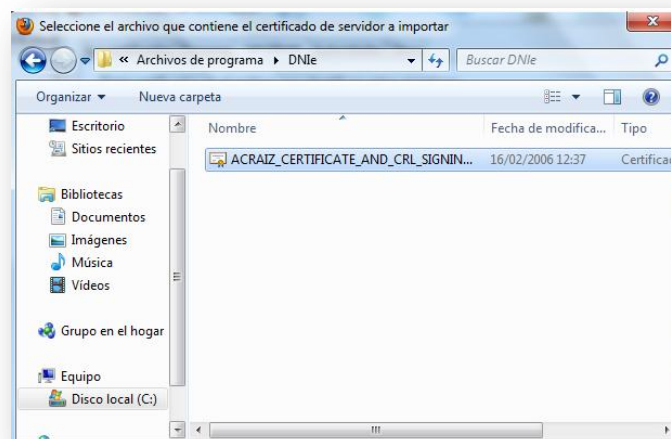 Seleccione el archivo que contiene el certificado de servidor a importar
« Archivos de programa ▸ DNIe
Buscar DNIe
Organizar
Nueva carpeta
Nombre
Fecha de modifica...
Tipo
ACRAIZ_CERTIFICATE_AND_CRL_SIGNIN...
16/02/2006 12:37
Certificad
Escritorio
Sitios recientes
Bibliotecas
Documentos
Imágenes
Música
Vídeos
Grupo en el hogar
Equipo
Disco local (C:)